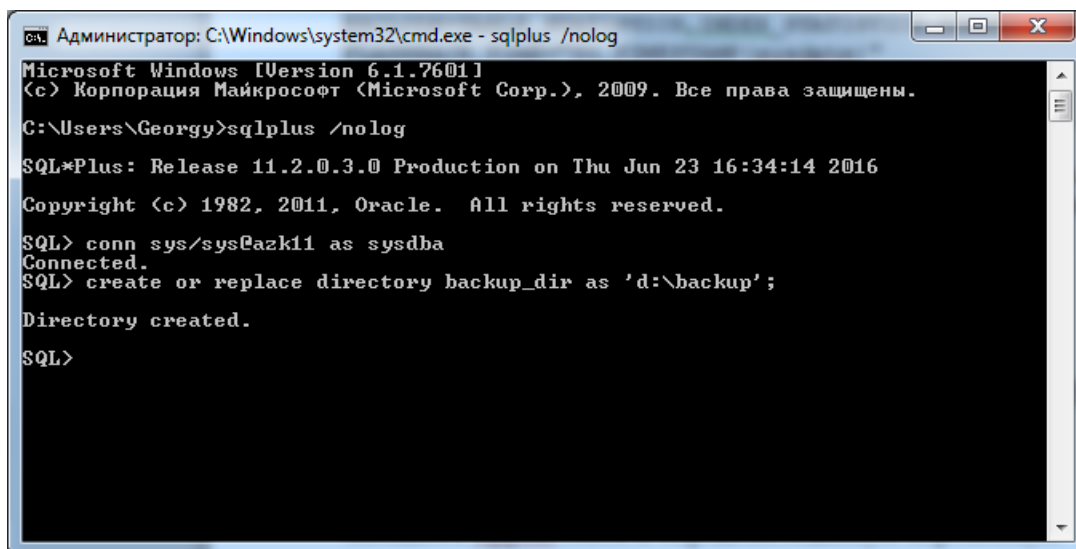 Администратор: C:\Windows\system32\cmd.exe - sqlplus /nolog
Microsoft Windows [Version 6.1.7601]
(c) Корпорация Майкрософт (Microsoft Corp.), 2009. Все права защищены.
C:\Users\Georgy>sqlplus /nolog
SQL*Plus: Release 11.2.0.3.0 Production on Thu Jun 23 16:34:14 2016
Copyright (c) 1982, 2011, Oracle.  All rights reserved.
SQL> conn sys/sys@azk11 as sysdba
Connected.
SQL> create or replace directory backup_dir as 'd:\backup';
Directory created.
SQL>